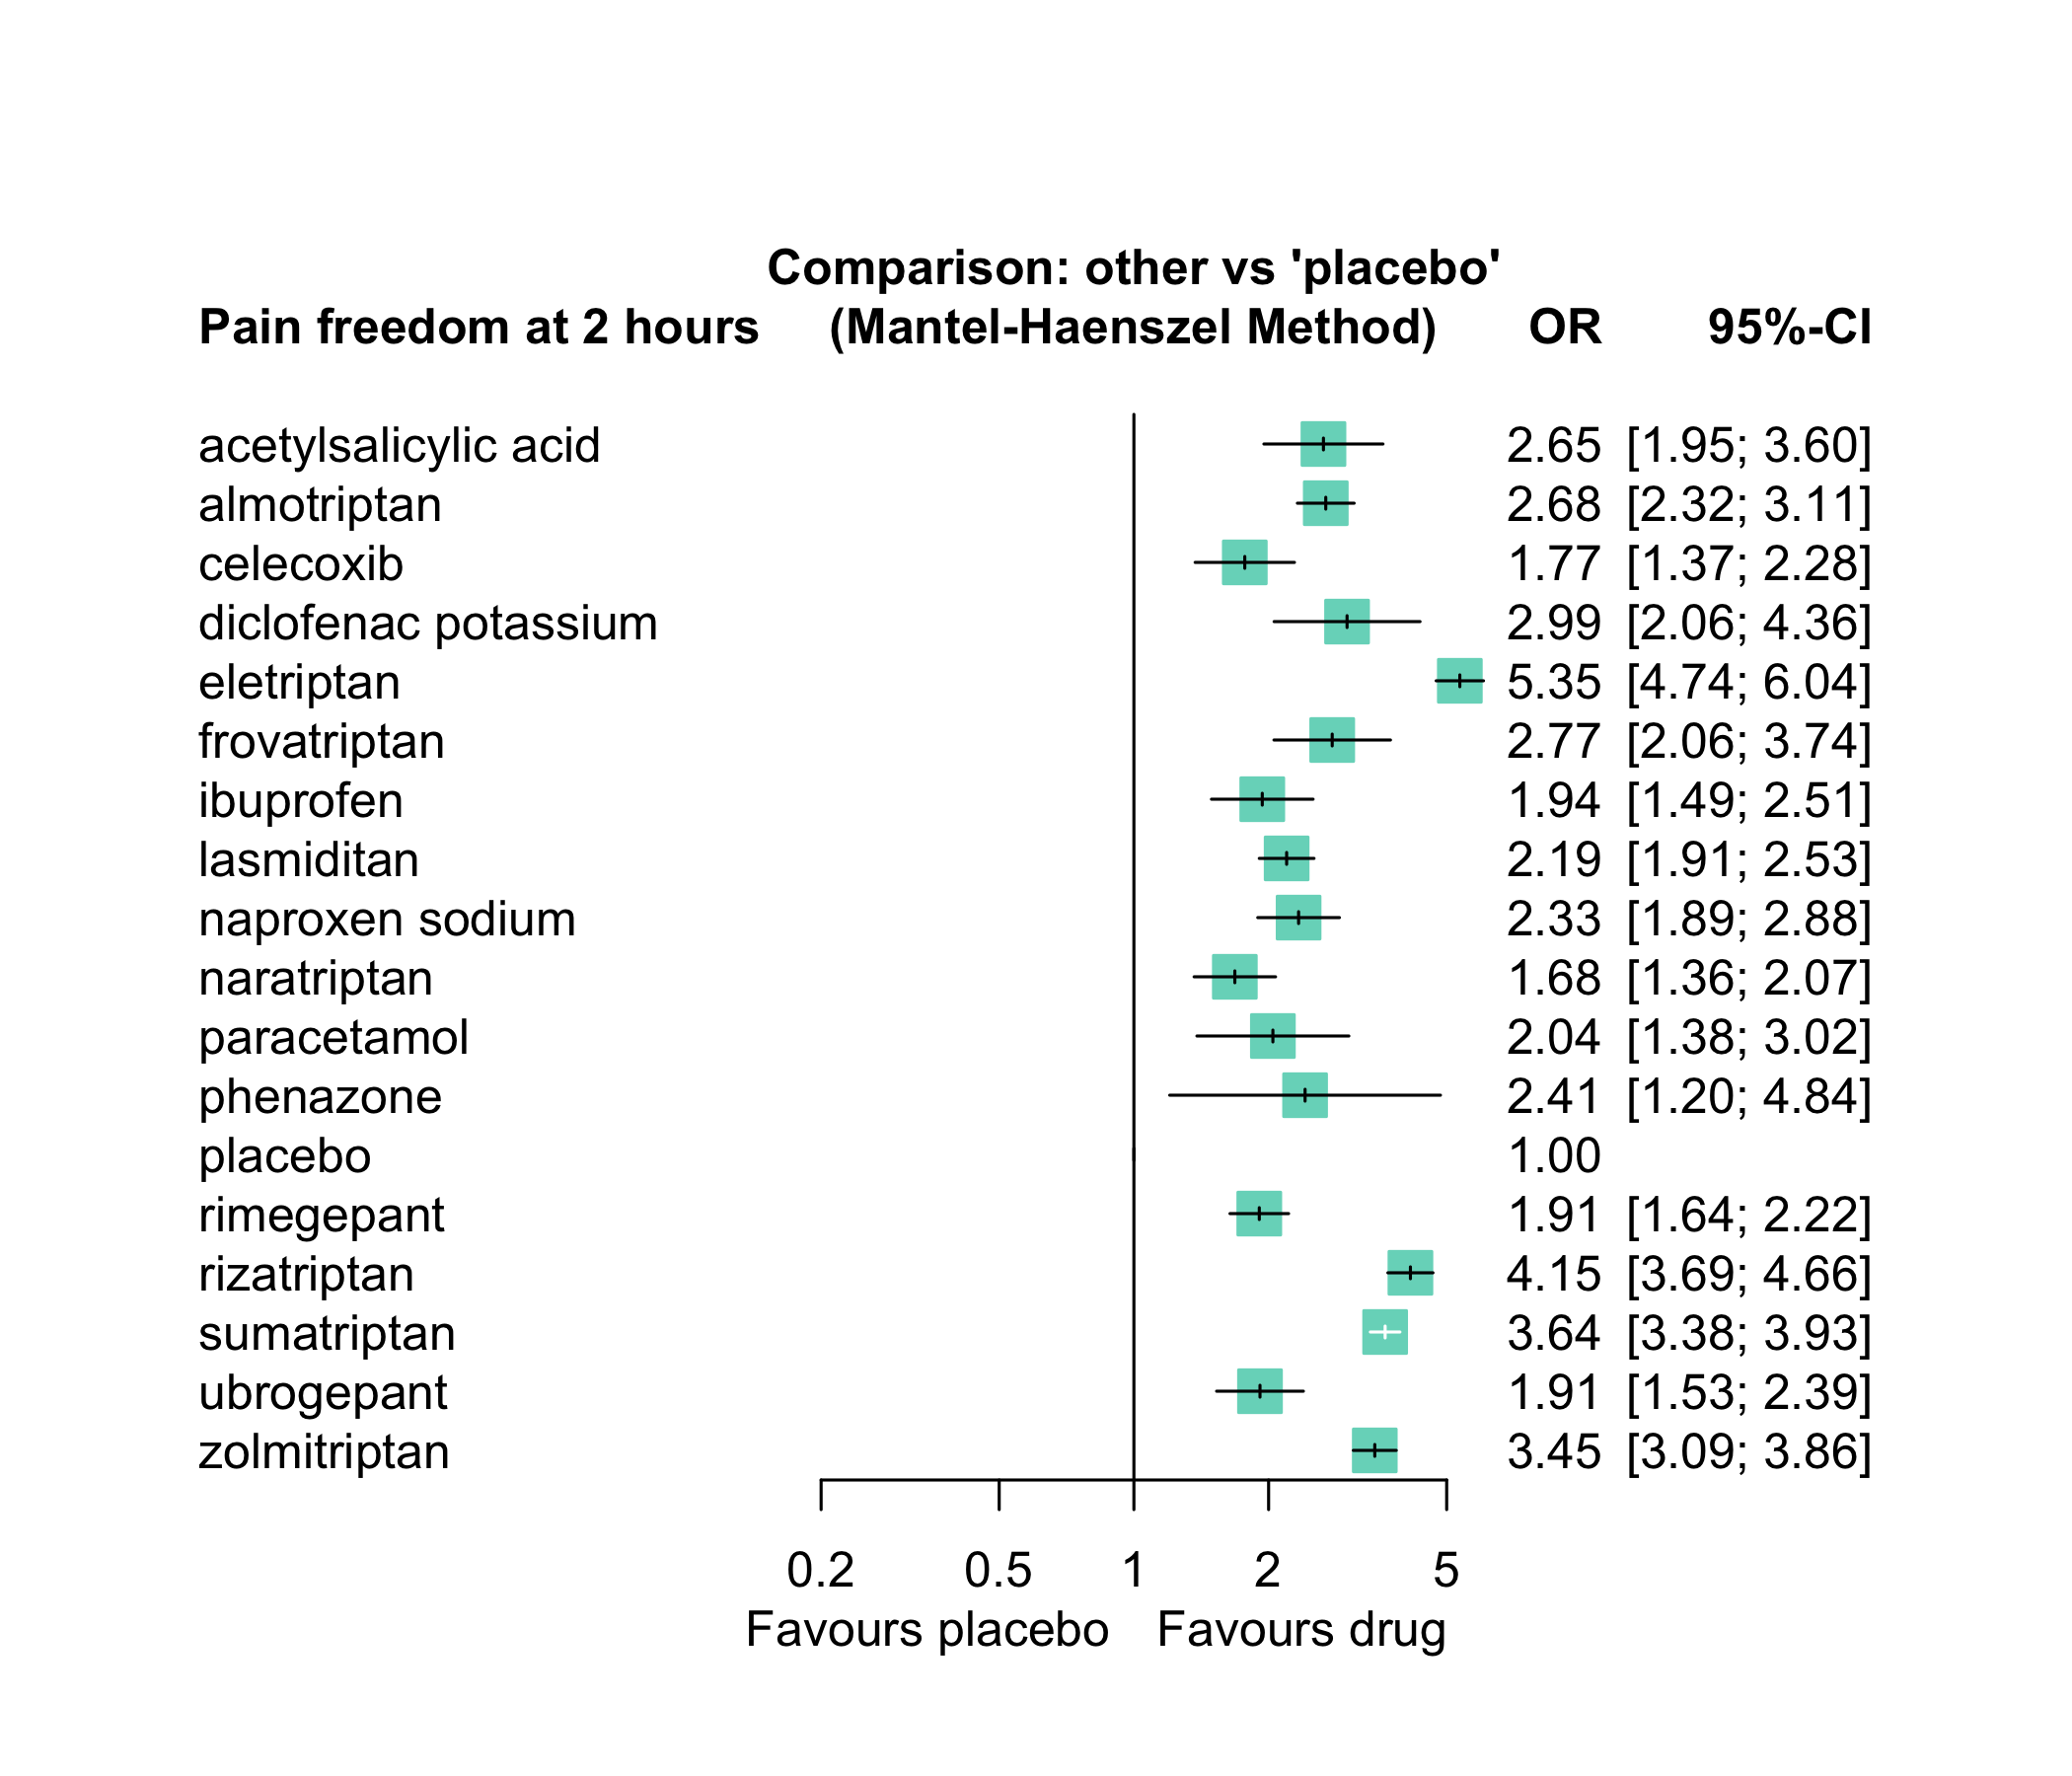 Comparison: other vs 'placebo'
Pain freedom at 2 hours (Mantel-Haenszel Method) OR 95%-CI
acetylsalicylic acid 2.65 [1.95; 3.60]
almotriptan 2.68 [2.32; 3.11]
celecoxib 1.77 [1.37; 2.28]
diclofenac potassium 2.99 [2.06; 4.36]
eletriptan 5.35 [4.74; 6.04]
frovatriptan 2.77 [2.06; 3.74]
ibuprofen 1.94 [1.49; 2.51]
lasmiditan 2.19 [1.91; 2.53]
naproxen sodium 2.33 [1.89; 2.88]
naratriptan 1.68 [1.36; 2.07]
paracetamol 2.04 [1.38; 3.02]
phenazone 2.41 [1.20; 4.84]
placebo 1.00
rimegepant 1.91 [1.64; 2.22]
rizatriptan 4.15 [3.69; 4.66]
sumatriptan 3.64 [3.38; 3.93]
ubrogepant 1.91 [1.53; 2.39]
zolmitriptan 3.45 [3.09; 3.86]
0.2 0.5 1 2 5
Favours placebo Favours drug